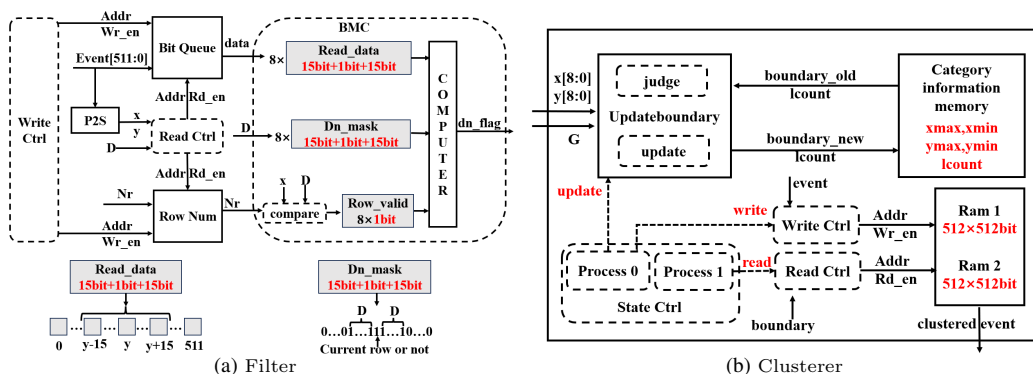 Addr
Wr_en
Event[511:0]
Write
Ctrl
P2S
x
y
D
Bit Queue
data
Addr
Rd_en
Read Ctrl
D
Addr
Rd_en
Nr
Row Num
Nr
Addr
Wr_en
BMC
8×
Read_data
15bit+1bit+15bit
8×
Dn_mask
15bit+1bit+15bit
x
D
compare
Row_valid
8×1bit
COMPUTER
dn_flag
Read_data
15bit+1bit+15bit
0
y-15
y
y+15
511
Dn_mask
15bit+1bit+15bit
D
D
0…01…111…10…0
Current row or not
(a) Filter
x[8:0]
y[8:0]
G
judge
Updateboundary
update
boundary_old
lcount
boundary_new
lcount
Category
information
memory
xmax,xmin
ymax,ymin
lcount
event
update
write
Write Ctrl
Addr
Wr_en
Process 0
Process 1
State Ctrl
read
Read Ctrl
Addr
Rd_en
boundary
Ram 1
512×512bit
Ram 2
512×512bit
clustered event
(b) Clusterer